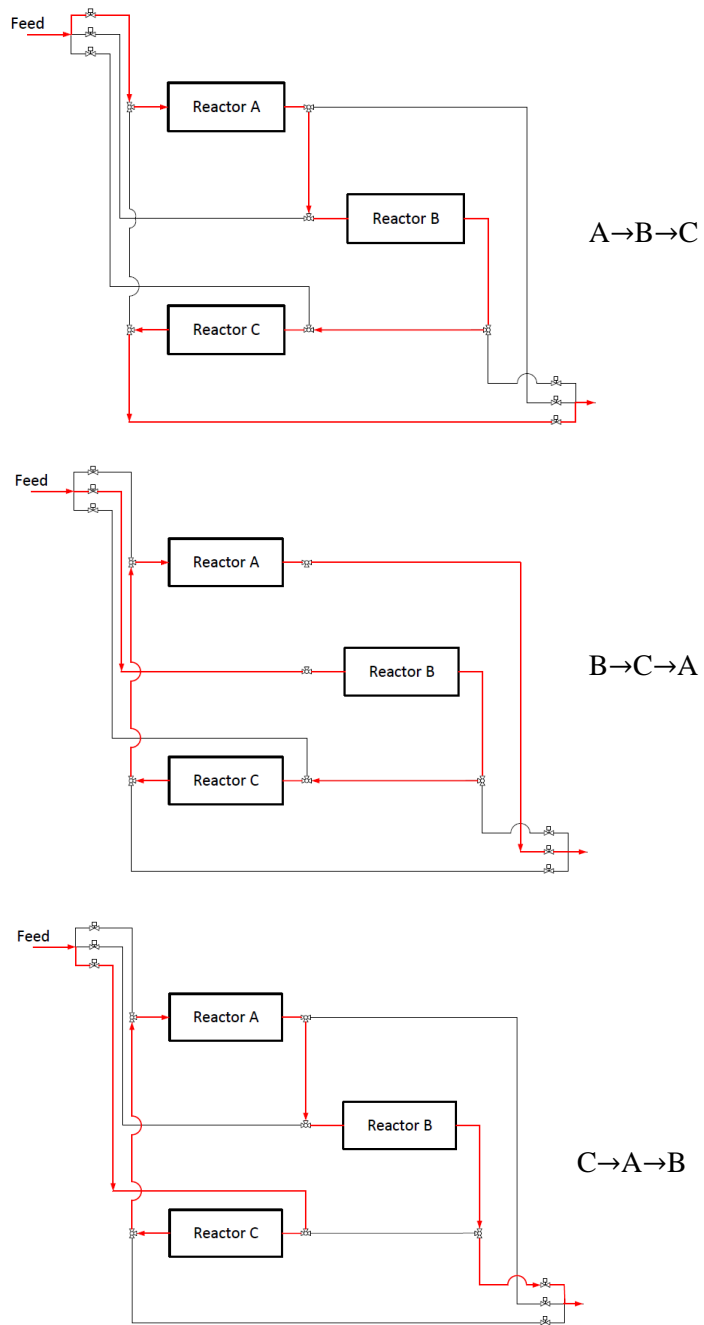 Feed
Reactor A
Reactor B
A→B→C
Reactor C
Feed
Reactor A
Reactor B
B→C→A
Reactor C
Feed
Reactor A
Reactor B
C→A→B
Reactor C